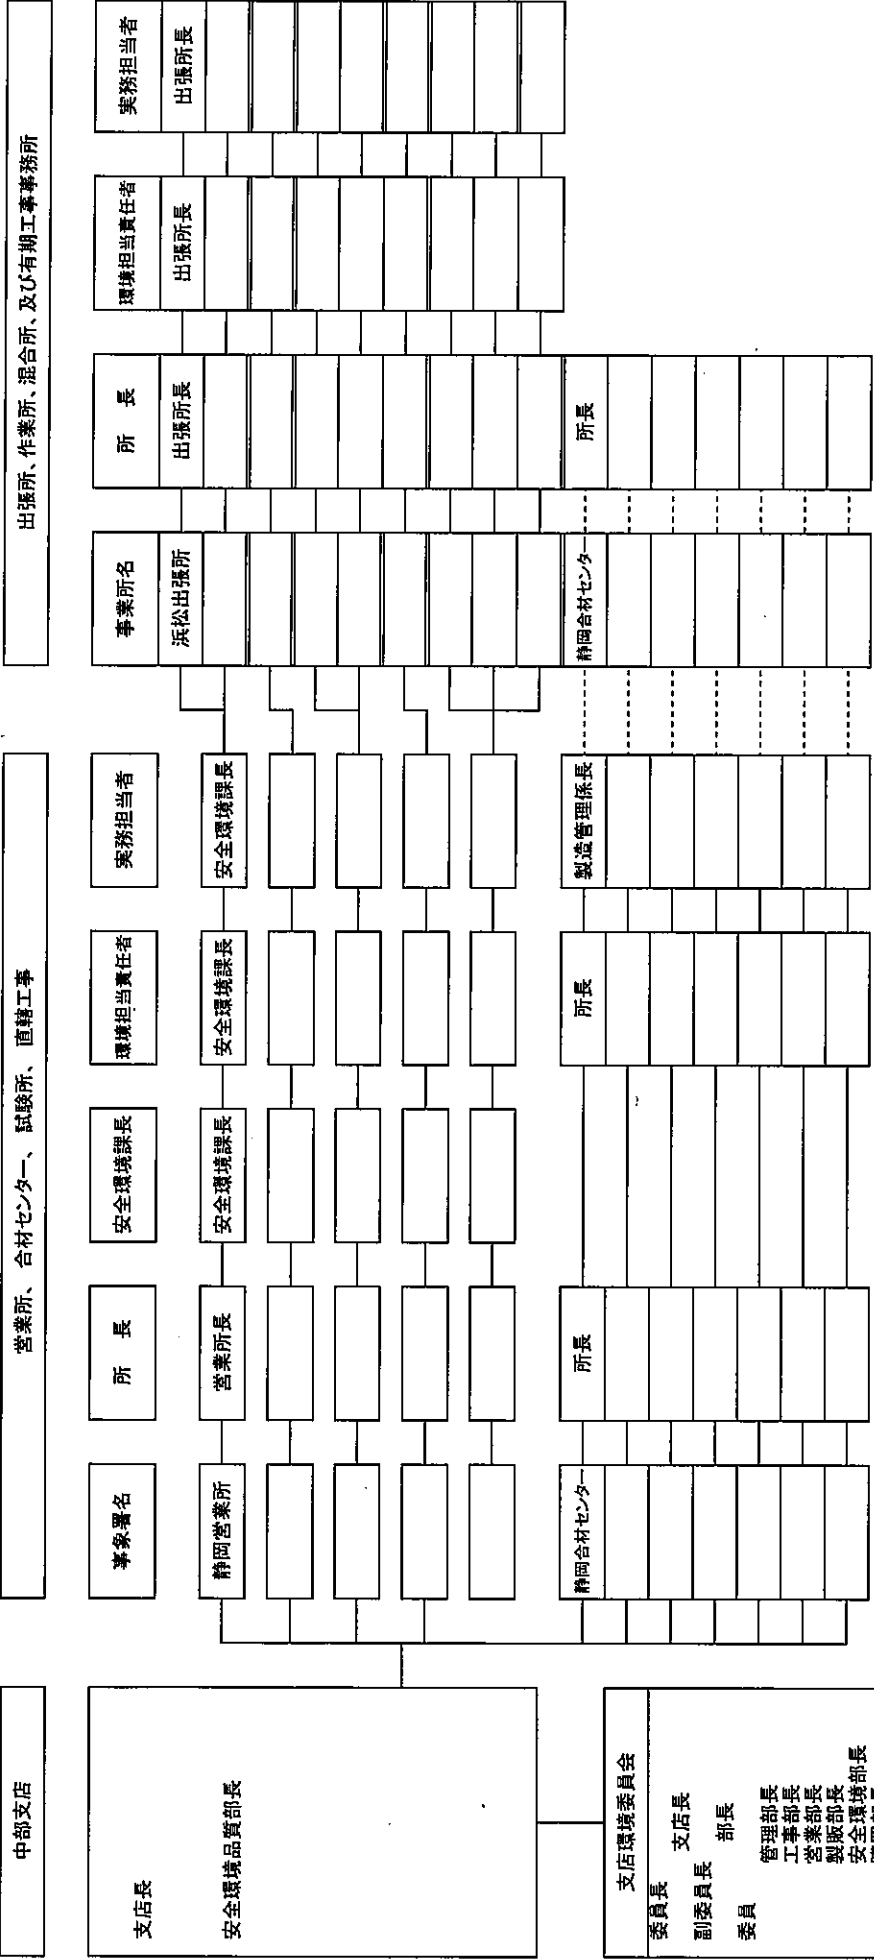 中部支店
営業所、合材センター、試験所、直轄工事
出張所、作業所、混合所、及び有期工事事務所
支店長
安全環境品質部長
支店環境委員会
委員長
支店長
副委員長
部長
委員
管理部長
工事部長
営業部長
製販部長
安全環境部長
事象署名
所 長
安全環境課長
環境担当責任者
実務担当者
静岡営業所
営業所長
安全環境課長
安全環境課長
安全環境課長
静岡合材センター
所長
所長
製造管理係長
事業所名
所 長
環境担当責任者
実務担当者
浜松出張所
出張所長
出張所長
出張所長
静岡合材センター
所長